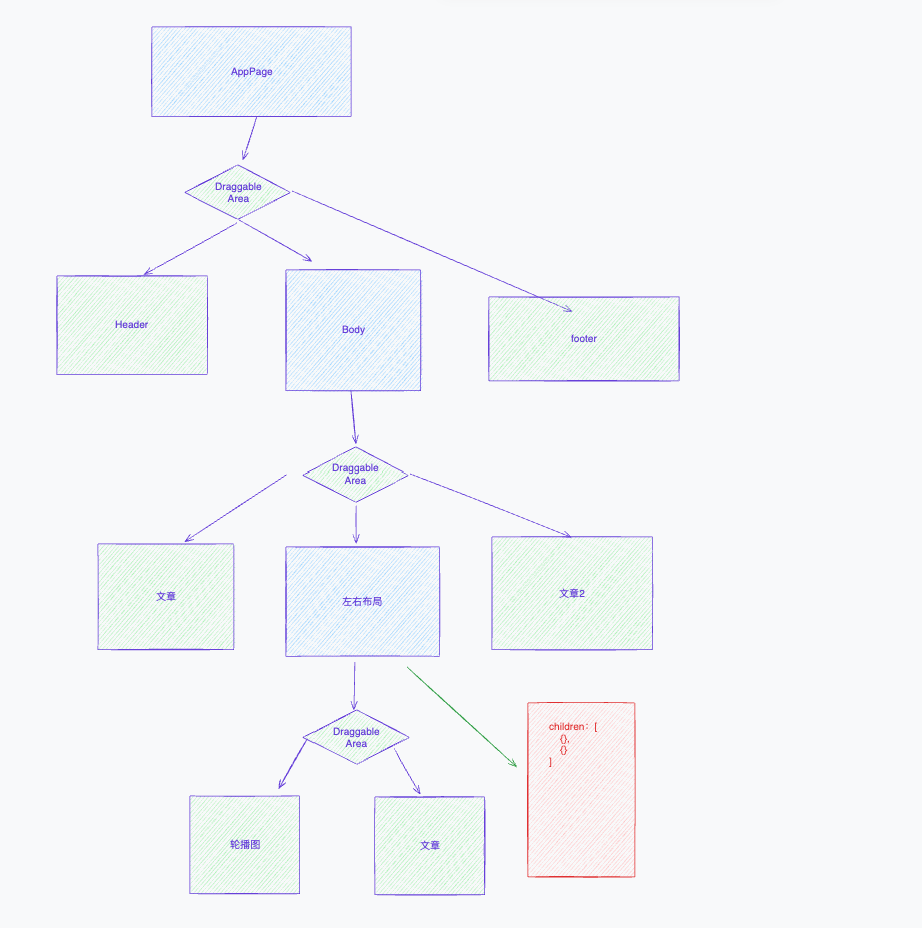 AppPage
Draggable
Area
Header
Body
footer
Draggable
Area
文章
左右布局
文章2
Draggable
Area
children：[
{},
{}
]
轮播图
文章